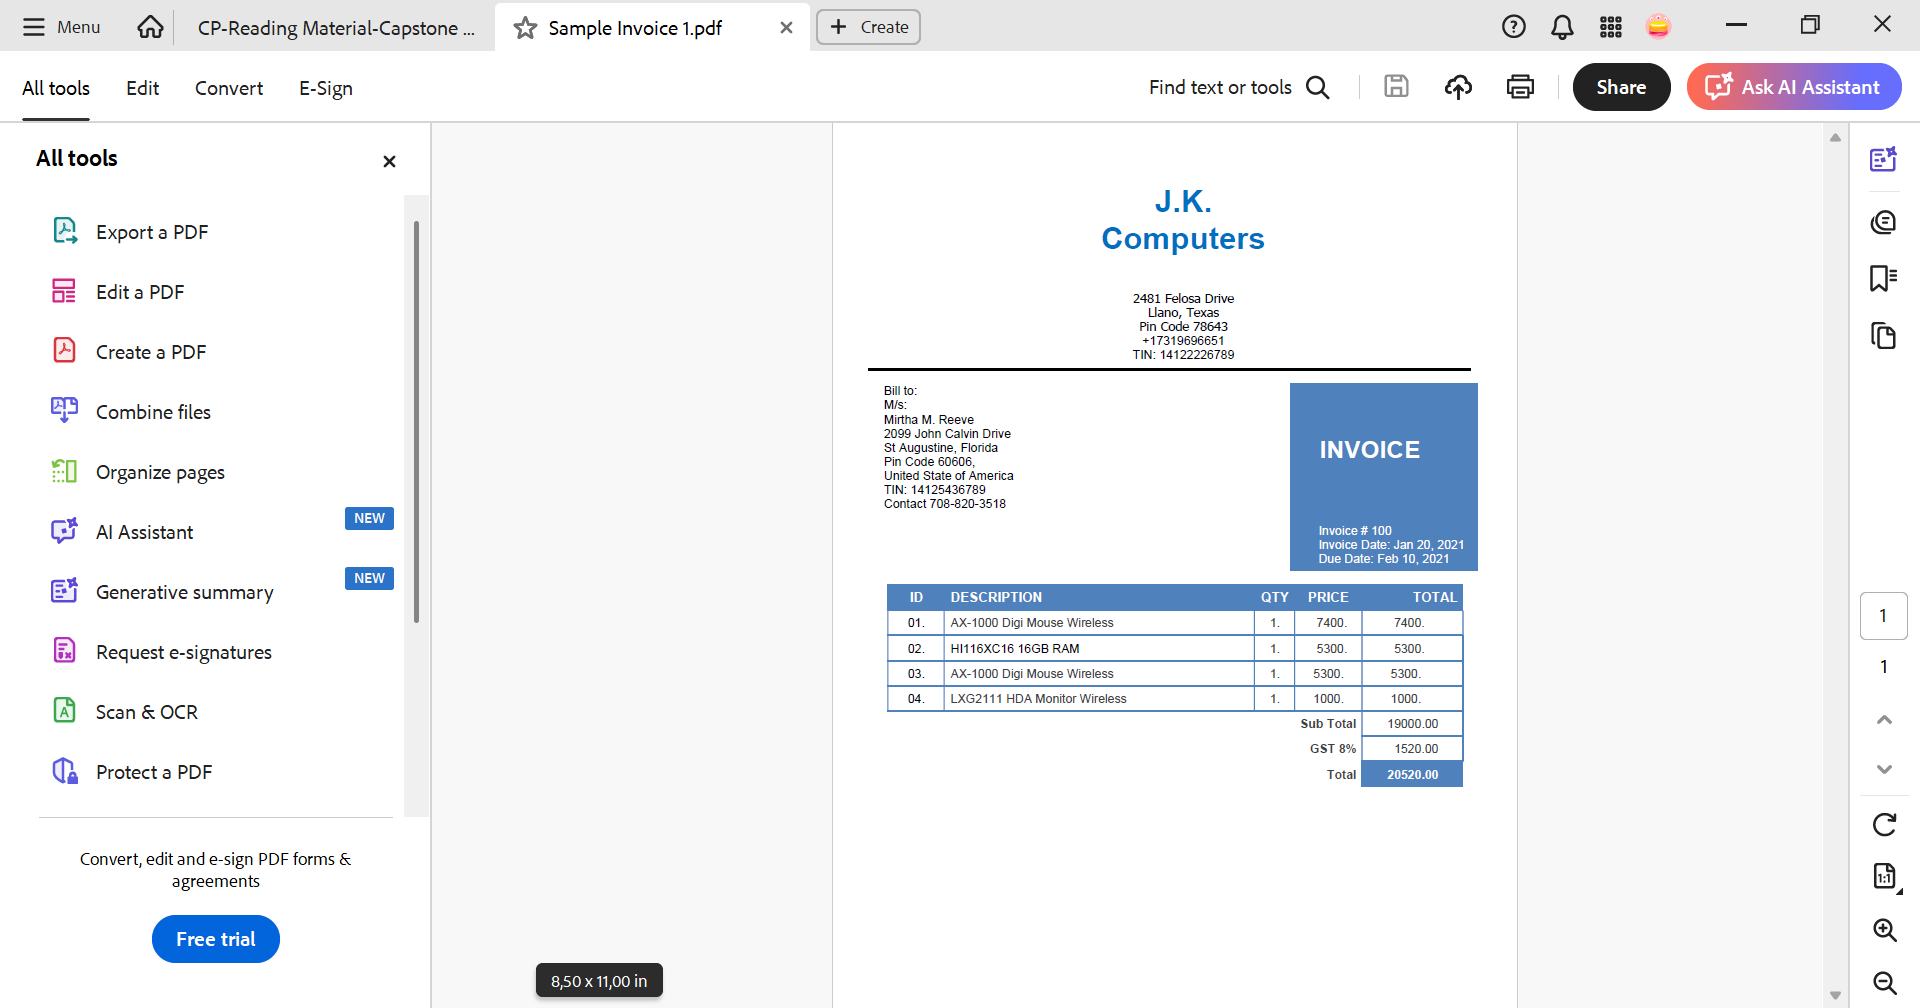 Menu
CP-Reading Material-Capstone ...
Sample Invoice 1.pdf
Create
All tools
Edit
Convert
E-Sign
Find text or tools
Share
Ask AI Assistant
All tools
Export a PDF
Edit a PDF
Create a PDF
Combine files
Organize pages
AI Assistant
NEW
Generative summary
NEW
Request e-signatures
Scan & OCR
Protect a PDF
Convert, edit and e-sign PDF forms &
agreements
Free trial
8,50 x 11,00 in
J.K.
Computers
2481 Felosa Drive
Llano, Texas
Pin Code 78643
+17319696651
TIN: 14122226789
Bill to:
M/s:
Mirtha M. Reeve
2099 John Calvin Drive
St Augustine, Florida
Pin Code 60606,
United State of America
TIN: 14125436789
Contact 708-820-3518
INVOICE
Invoice # 100
Invoice Date: Jan 20, 2021
Due Date: Feb 10, 2021
ID DESCRIPTION QTY PRICE TOTAL
01. AX-1000 Digi Mouse Wireless 1. 7400. 7400.
02. HI116XC16 16GB RAM 1. 5300. 5300.
03. AX-1000 Digi Mouse Wireless 1. 5300. 5300.
04. LXG2111 HDA Monitor Wireless 1. 1000. 1000.
Sub Total 19000.00
GST 8% 1520.00
Total 20520.00
1
1
1:1